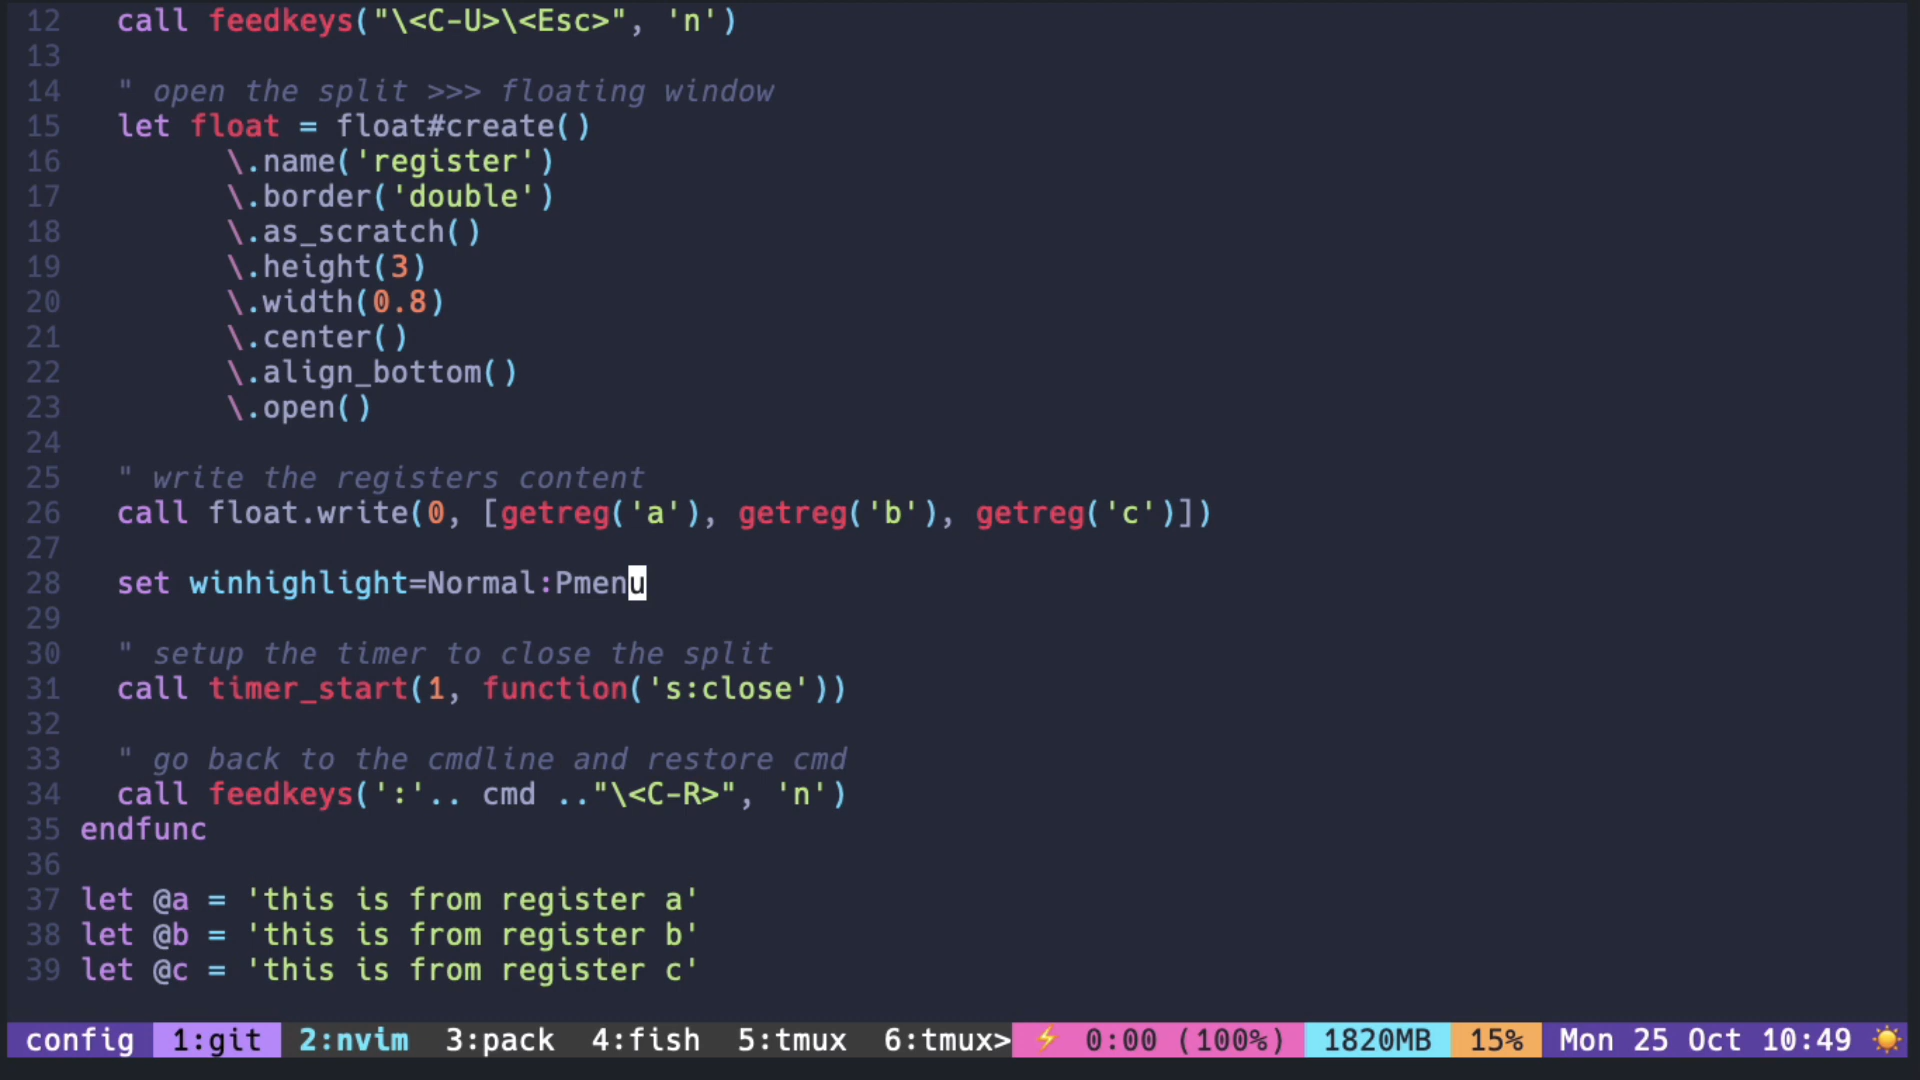 12   call feedkeys("\<C-U>\<Esc>", 'n')
13
14   " open the split >>> floating window
15   let float = float#create()
16         \.name('register')
17         \.border('double')
18         \.as_scratch()
19         \.height(3)
20         \.width(0.8)
21         \.center()
22         \.align_bottom()
23         \.open()
24
25   " write the registers content
26   call float.write(0, [getreg('a'), getreg('b'), getreg('c')])
27
28   set winhighlight=Normal:Pmenu
29
30   " setup the timer to close the split
31   call timer_start(1, function('s:close'))
32
33   " go back to the cmdline and restore cmd
34   call feedkeys(':'.. cmd .."\<C-R>", 'n')
35 endfunc
36
37 let @a = 'this is from register a'
38 let @b = 'this is from register b'
39 let @c = 'this is from register c'
config 1:git 2:nvim 3:pack 4:fish 5:tmux 6:tmux> ⚡ 0:00 (100%) 1820MB 15% Mon 25 Oct 10:49 ☀️